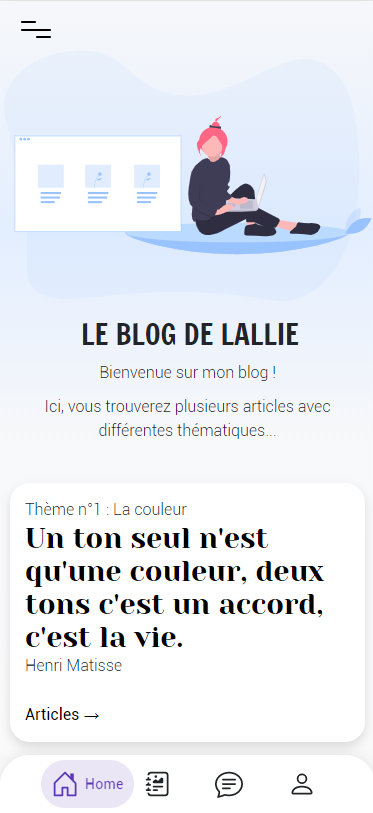 LE BLOG DE LALLIE
Bienvenue sur mon blog !
Ici, vous trouverez plusieurs articles avec
différentes thématiques...
Thème n°1 : La couleur
Un ton seul n'est
qu'une couleur, deux
tons c'est un accord,
c'est la vie.
Henri Matisse
Articles →
Home